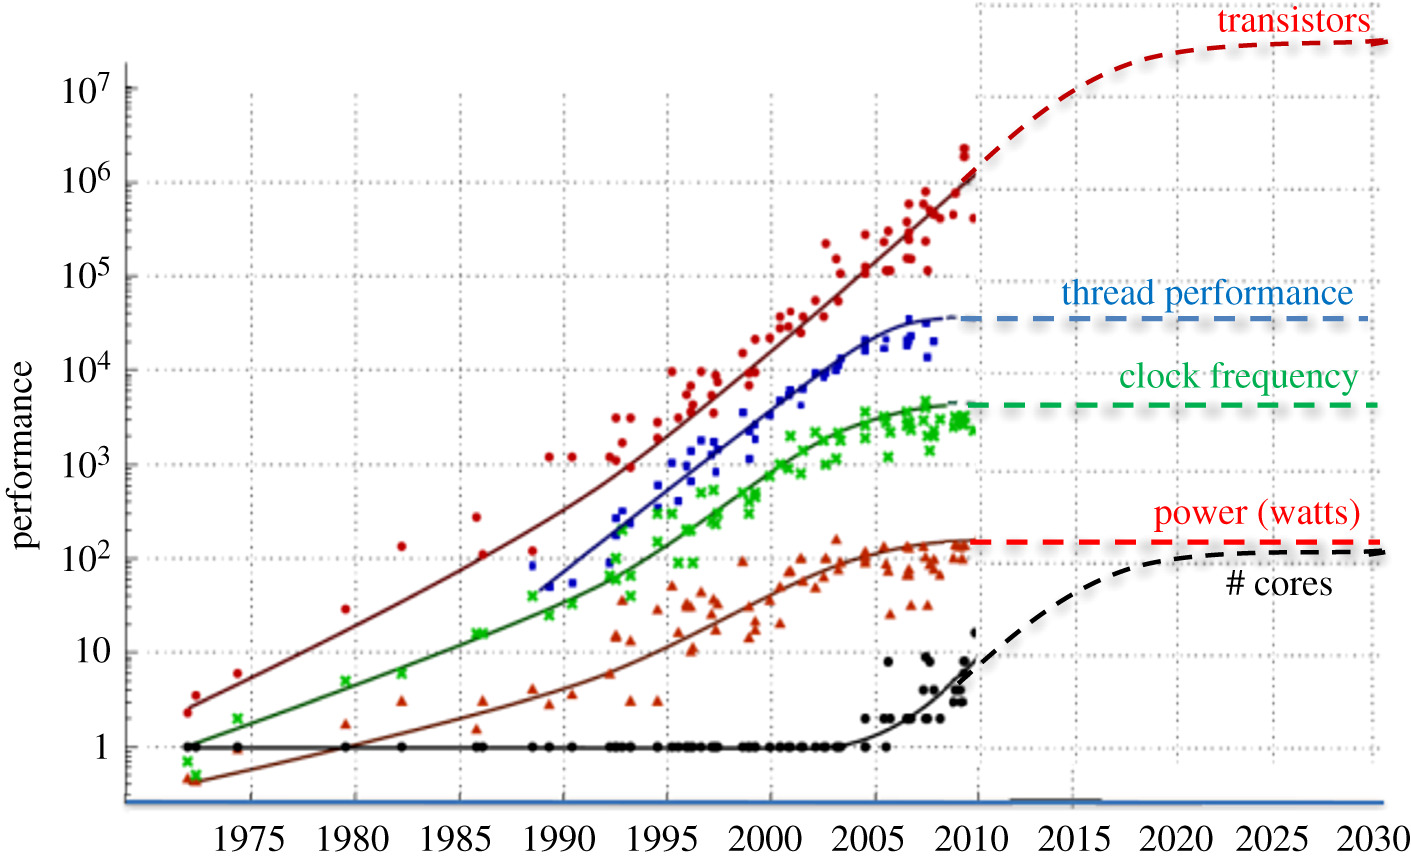 transistors
10⁷
10⁶
10⁵
thread performance
10⁴
clock frequency
10³
power (watts)
10²
# cores
10
1
performance
1975 1980 1985 1990 1995 2000 2005 2010 2015 2020 2025 2030